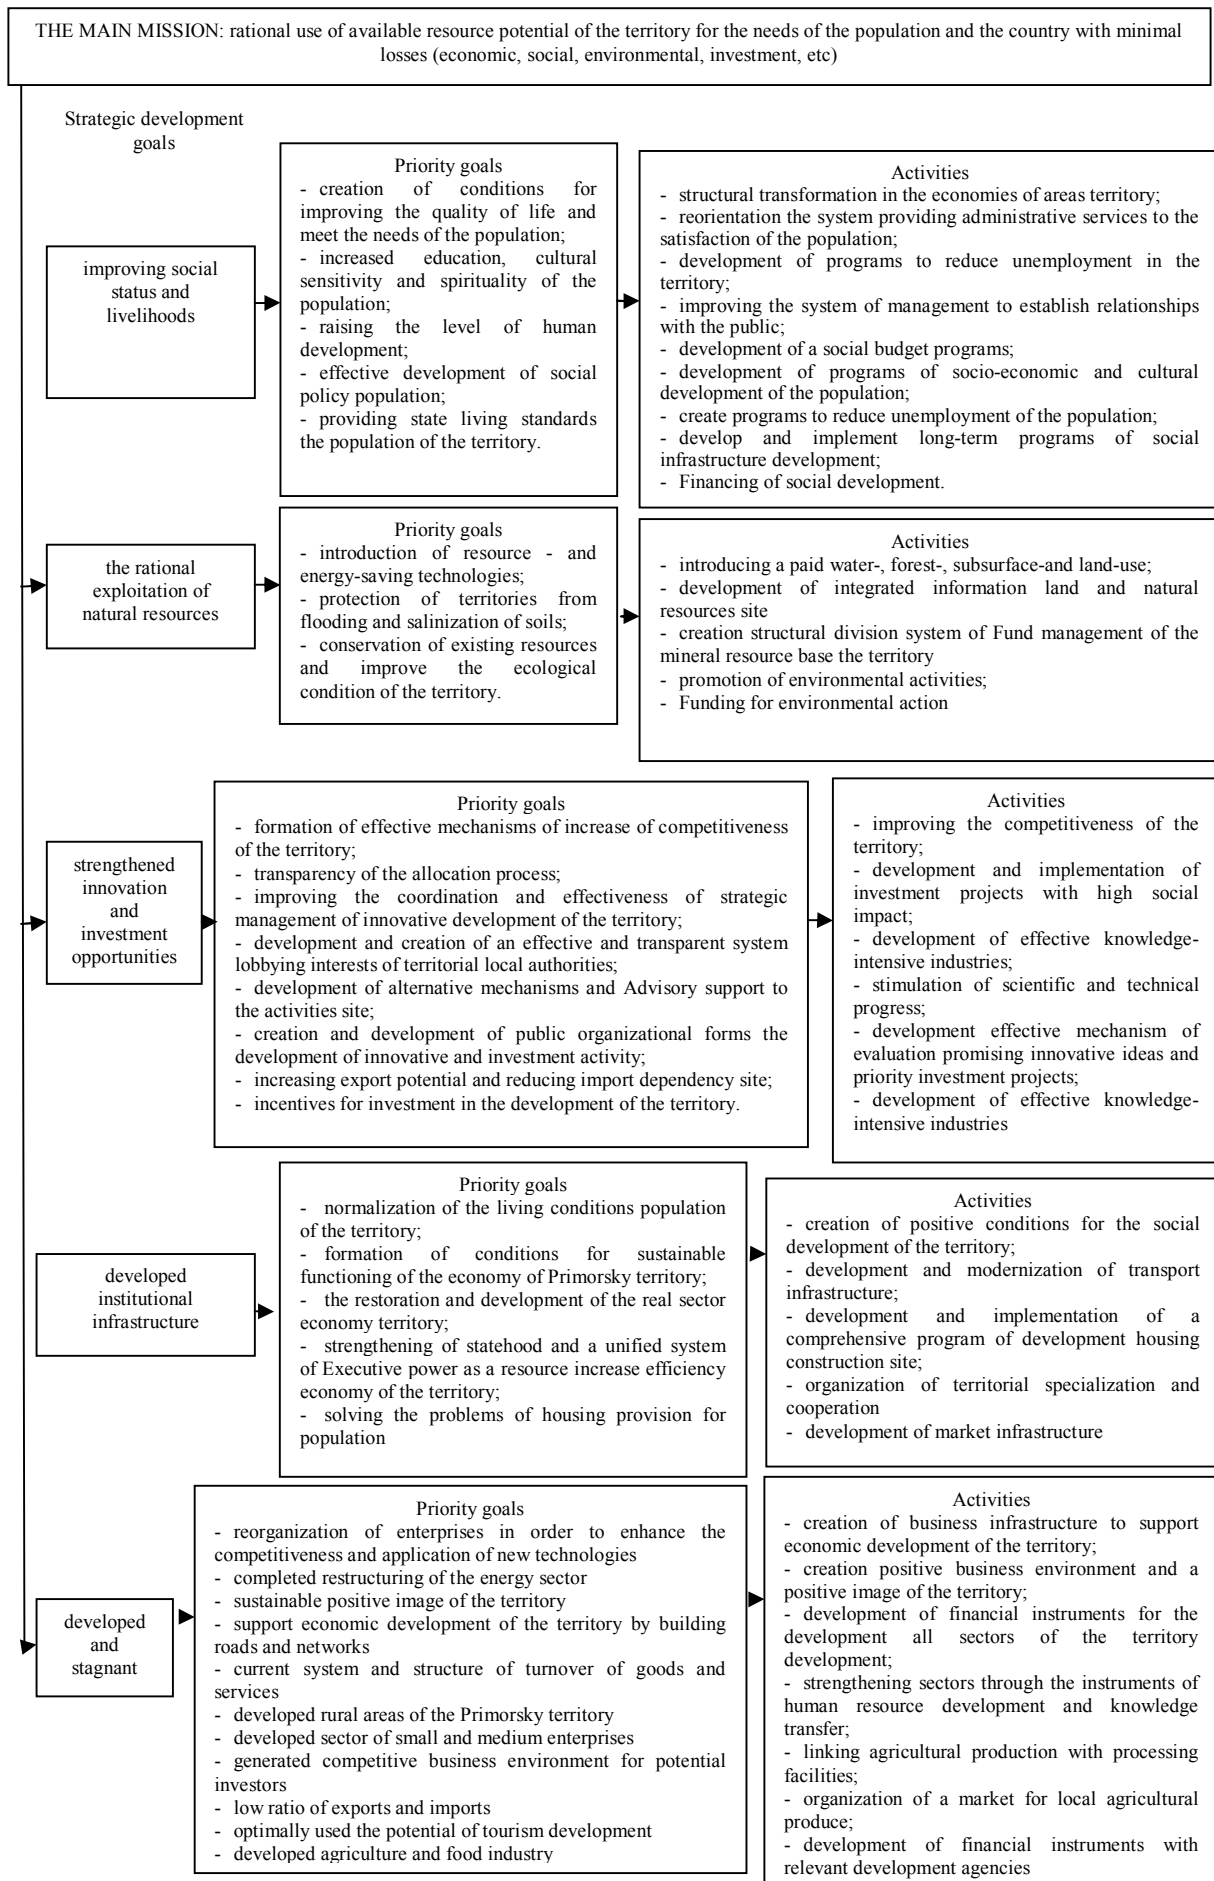 THE MAIN MISSION: rational use of available resource potential of the territory for the needs of the population and the country with minimal
losses (economic, social, environmental, investment, etc)
Strategic development
goals
improving social
status and
livelihoods
Priority goals
- creation of conditions for
improving the quality of life and
meet the needs of the population;
- increased education, cultural
sensitivity and spirituality of the
population;
- raising the level of human
development;
- effective development of social
policy population;
- providing state living standards
the population of the territory.
Activities
- structural transformation in the economies of areas territory;
- reorientation the system providing administrative services to the
satisfaction of the population;
- development of programs to reduce unemployment in the
territory;
- improving the system of management to establish relationships
with the public;
- development of a social budget programs;
- development of programs of socio-economic and cultural
development of the population;
- create programs to reduce unemployment of the population;
- develop and implement long-term programs of social
infrastructure development;
- Financing of social development.
the rational
exploitation of
natural resources
Priority goals
- introduction of resource - and
energy-saving technologies;
- protection of territories from
flooding and salinization of soils;
- conservation of existing resources
and improve the ecological
condition of the territory.
Activities
- introducing a paid water-, forest-, subsurface-and land-use;
- development of integrated information land and natural
resources site
- creation structural division system of Fund management of the
mineral resource base the territory
- promotion of environmental activities;
- Funding for environmental action
strengthened
innovation
and
investment
opportunities
Priority goals
- formation of effective mechanisms of increase of competitiveness
of the territory;
- transparency of the allocation process;
- improving the coordination and effectiveness of strategic
management of innovative development of the territory;
- development and creation of an effective and transparent system
lobbying interests of territorial local authorities;
- development of alternative mechanisms and Advisory support to
the activities site;
- creation and development of public organizational forms the
development of innovative and investment activity;
- increasing export potential and reducing import dependency site;
- incentives for investment in the development of the territory.
Activities
- improving the competitiveness of the
territory;
- development and implementation of
investment projects with high social
impact;
- development of effective knowledge-
intensive industries;
- stimulation of scientific and technical
progress;
- development effective mechanism of
evaluation promising innovative ideas and
priority investment projects;
- development of effective knowledge-
intensive industries
developed
institutional
infrastructure
Priority goals
- normalization of the living conditions population
of the territory;
- formation of conditions for sustainable
functioning of the economy of Primorsky territory;
- the restoration and development of the real sector
economy territory;
- strengthening of statehood and a unified system
of Executive power as a resource increase efficiency
economy of the territory;
- solving the problems of housing provision for
population
Activities
- creation of positive conditions for the social
development of the territory;
- development and modernization of transport
infrastructure;
- development and implementation of a
comprehensive program of development housing
construction site;
- organization of territorial specialization and
cooperation
- development of market infrastructure
developed
and
stagnant
Priority goals
- reorganization of enterprises in order to enhance the
competitiveness and application of new technologies
- completed restructuring of the energy sector
- sustainable positive image of the territory
- support economic development of the territory by building
roads and networks
- current system and structure of turnover of goods and
services
- developed rural areas of the Primorsky territory
- developed sector of small and medium enterprises
- generated competitive business environment for potential
investors
- low ratio of exports and imports
- optimally used the potential of tourism development
- developed agriculture and food industry
Activities
- creation of business infrastructure to support
economic development of the territory;
- creation positive business environment and a
positive image of the territory;
- development of financial instruments for the
development all sectors of the territory
development;
- strengthening sectors through the instruments of
human resource development and knowledge
transfer;
- linking agricultural production with processing
facilities;
- organization of a market for local agricultural
produce;
- development of financial instruments with
relevant development agencies